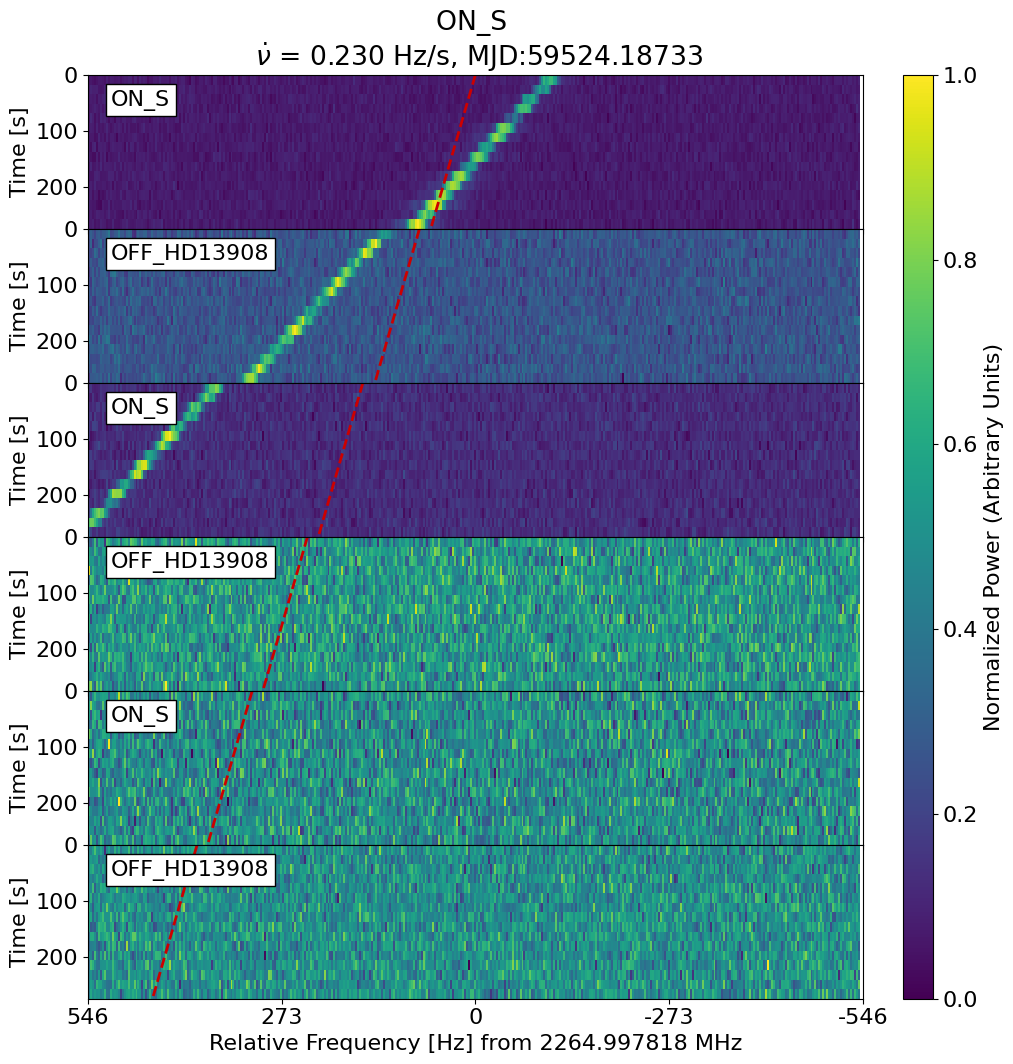 ON_S
ν̇ = 0.230 Hz/s, MJD:59524.18733
0
100
200
Time [s]
ON_S
0
100
200
Time [s]
OFF_HD13908
0
100
200
Time [s]
ON_S
0
100
200
Time [s]
OFF_HD13908
0
100
200
Time [s]
ON_S
0
100
200
Time [s]
OFF_HD13908
546
273
0
-273
-546
Relative Frequency [Hz] from 2264.997818 MHz
1.0
0.8
0.6
0.4
0.2
0.0
Normalized Power (Arbitrary Units)